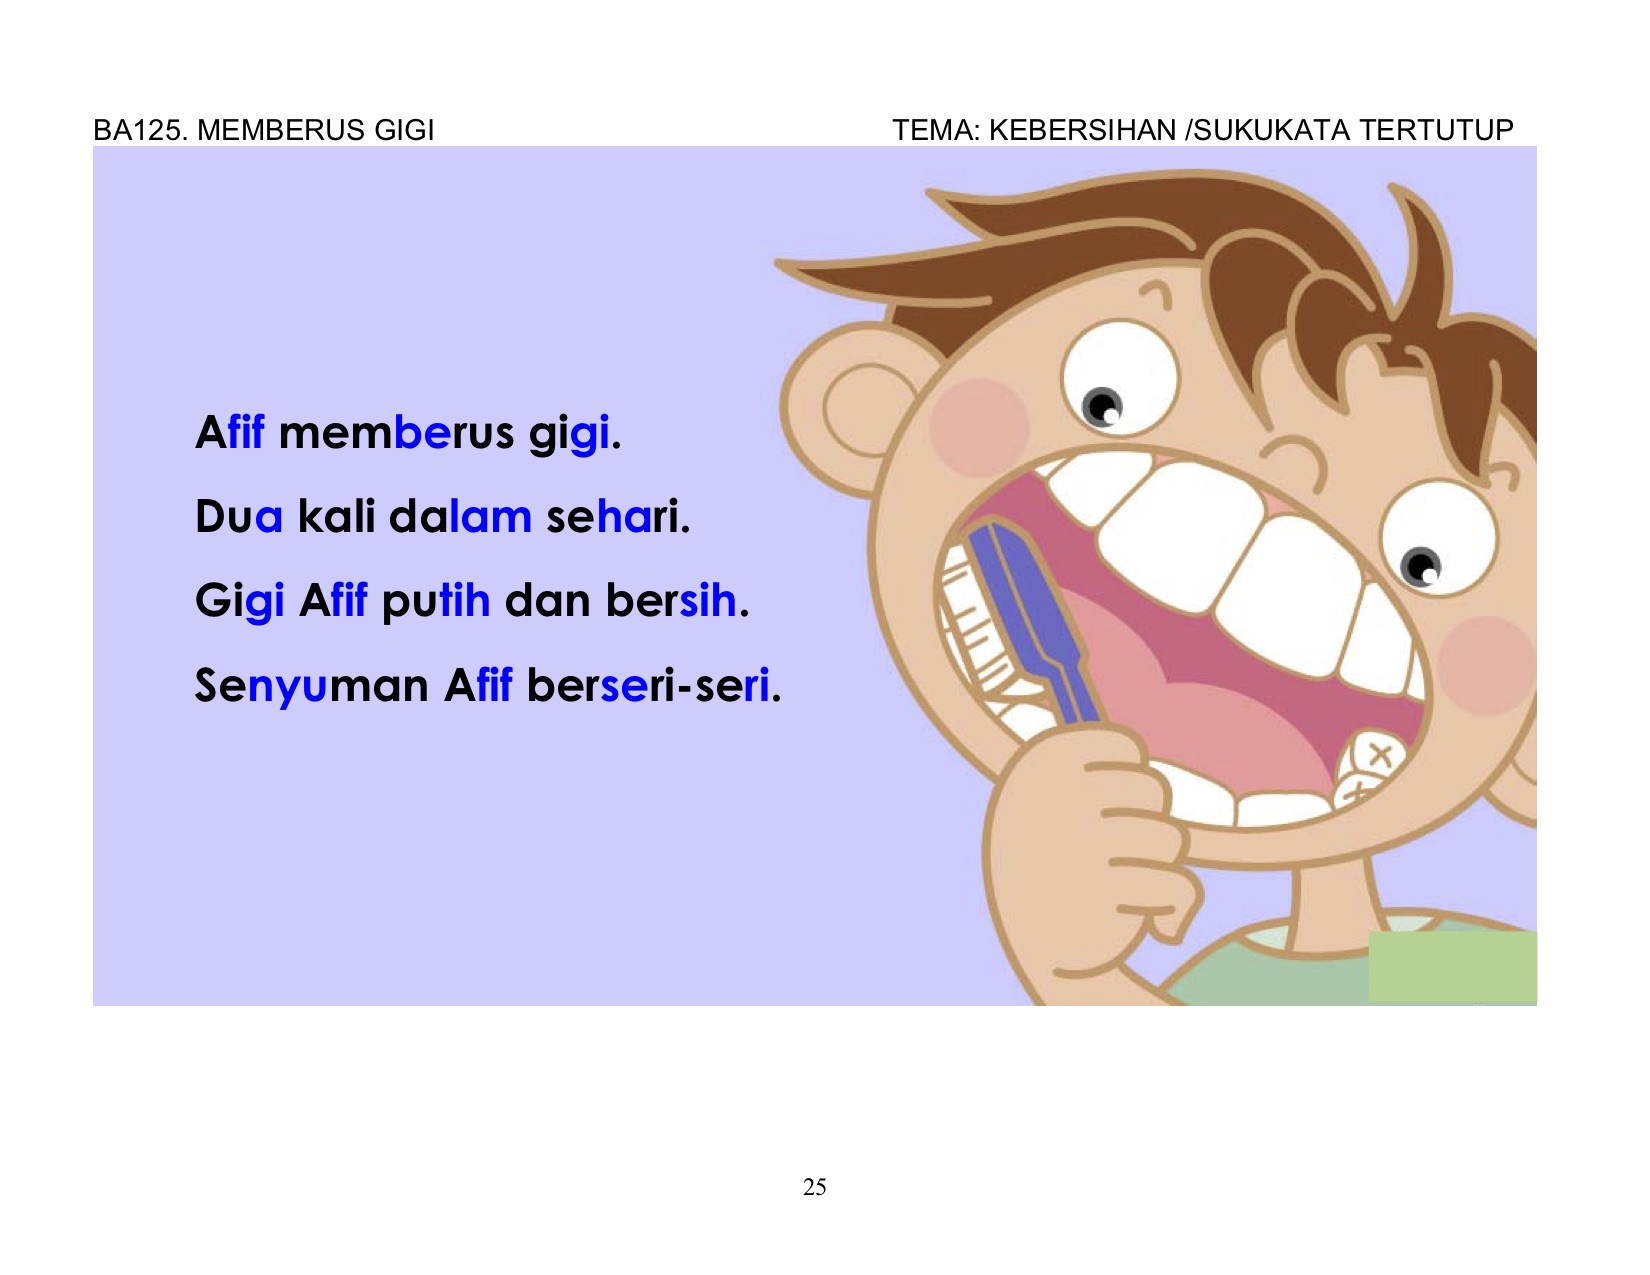 BA125. MEMBERUS GIGI
TEMA: KEBERSIHAN /SUKUKATA TERTUTUP
Afif memberus gigi.
Dua kali dalam sehari.
Gigi Afif putih dan bersih.
Senyuman Afif berseri-seri.
25